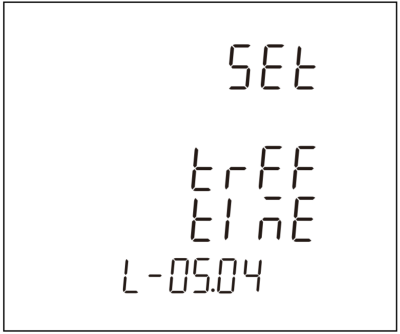 SEt
trFF
tInE
L-05.04